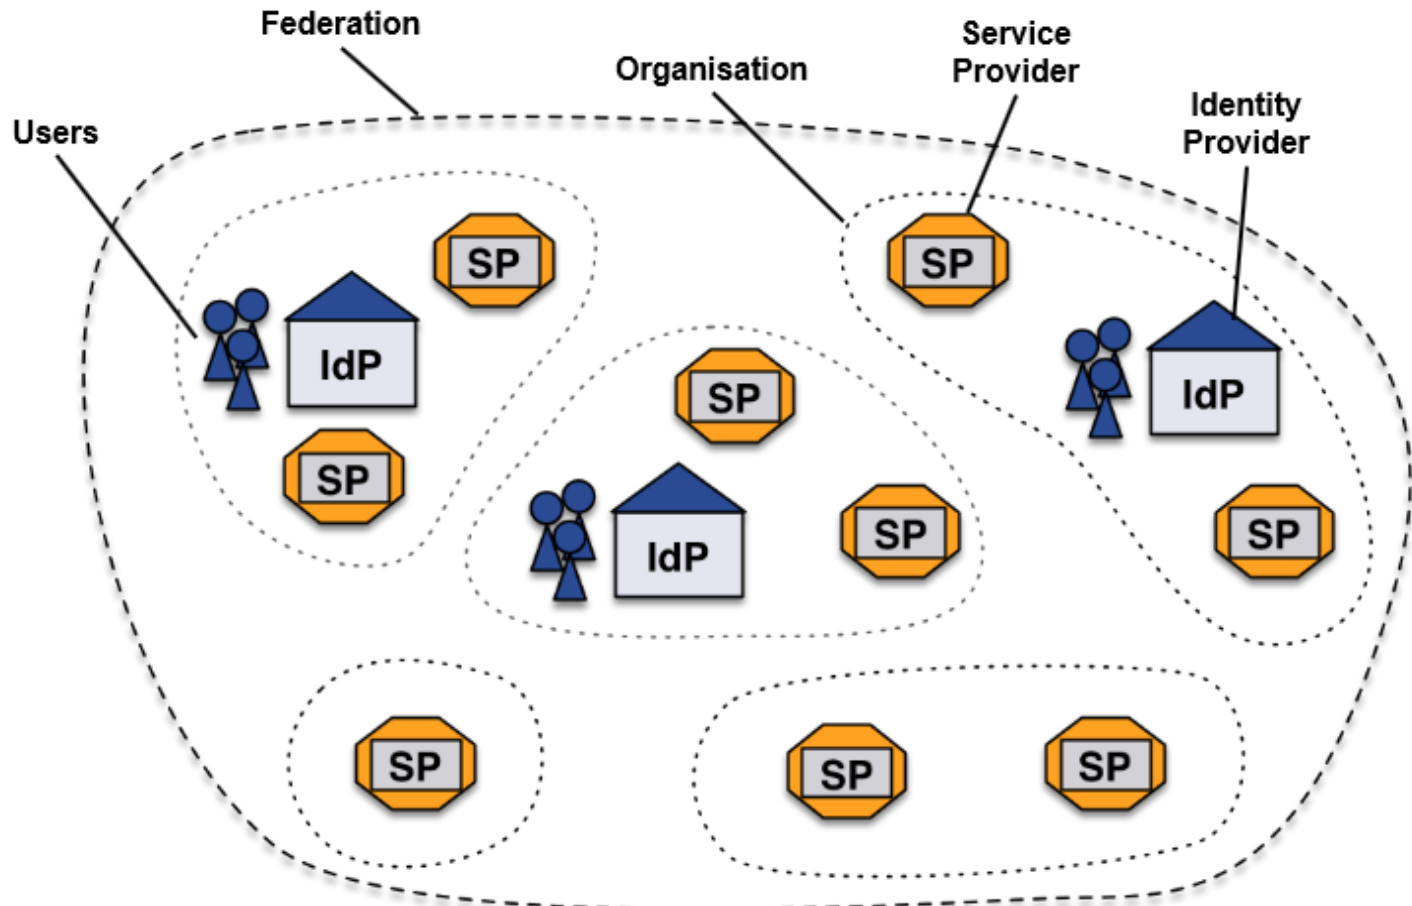 Federation
Service
Provider
Organisation
Identity
Provider
Users
SP
SP
IdP
IdP
SP
SP
SP
SP
IdP
SP
SP
SP